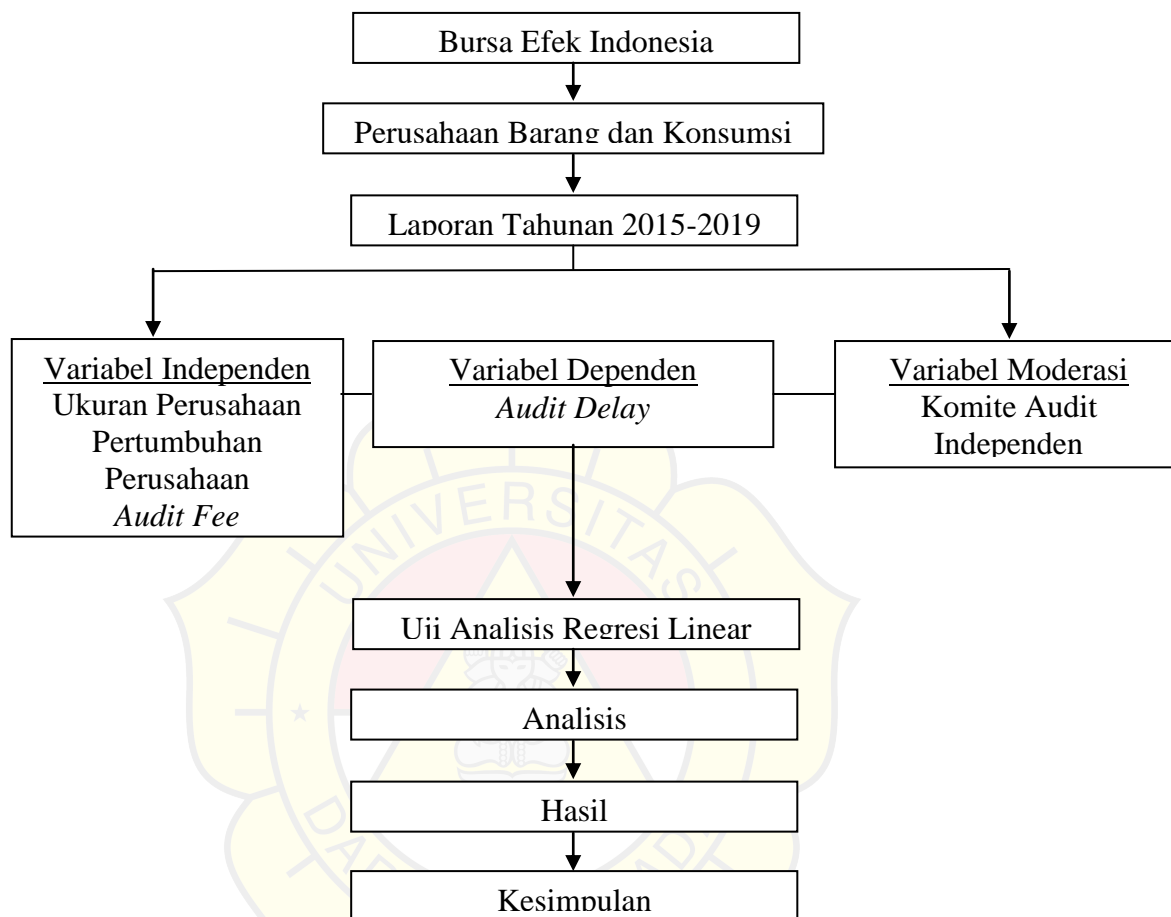 Bursa Efek Indonesia
Perusahaan Barang dan Konsumsi
Laporan Tahunan 2015-2019
Variabel Independen
Ukuran Perusahaan
Pertumbuhan
Perusahaan
Audit Fee
Variabel Dependen
Audit Delay
Variabel Moderasi
Komite Audit
Independen
UNIVERSITAS
Uji Analisis Regresi Linear
Analisis
Hasil
Kesimpulan